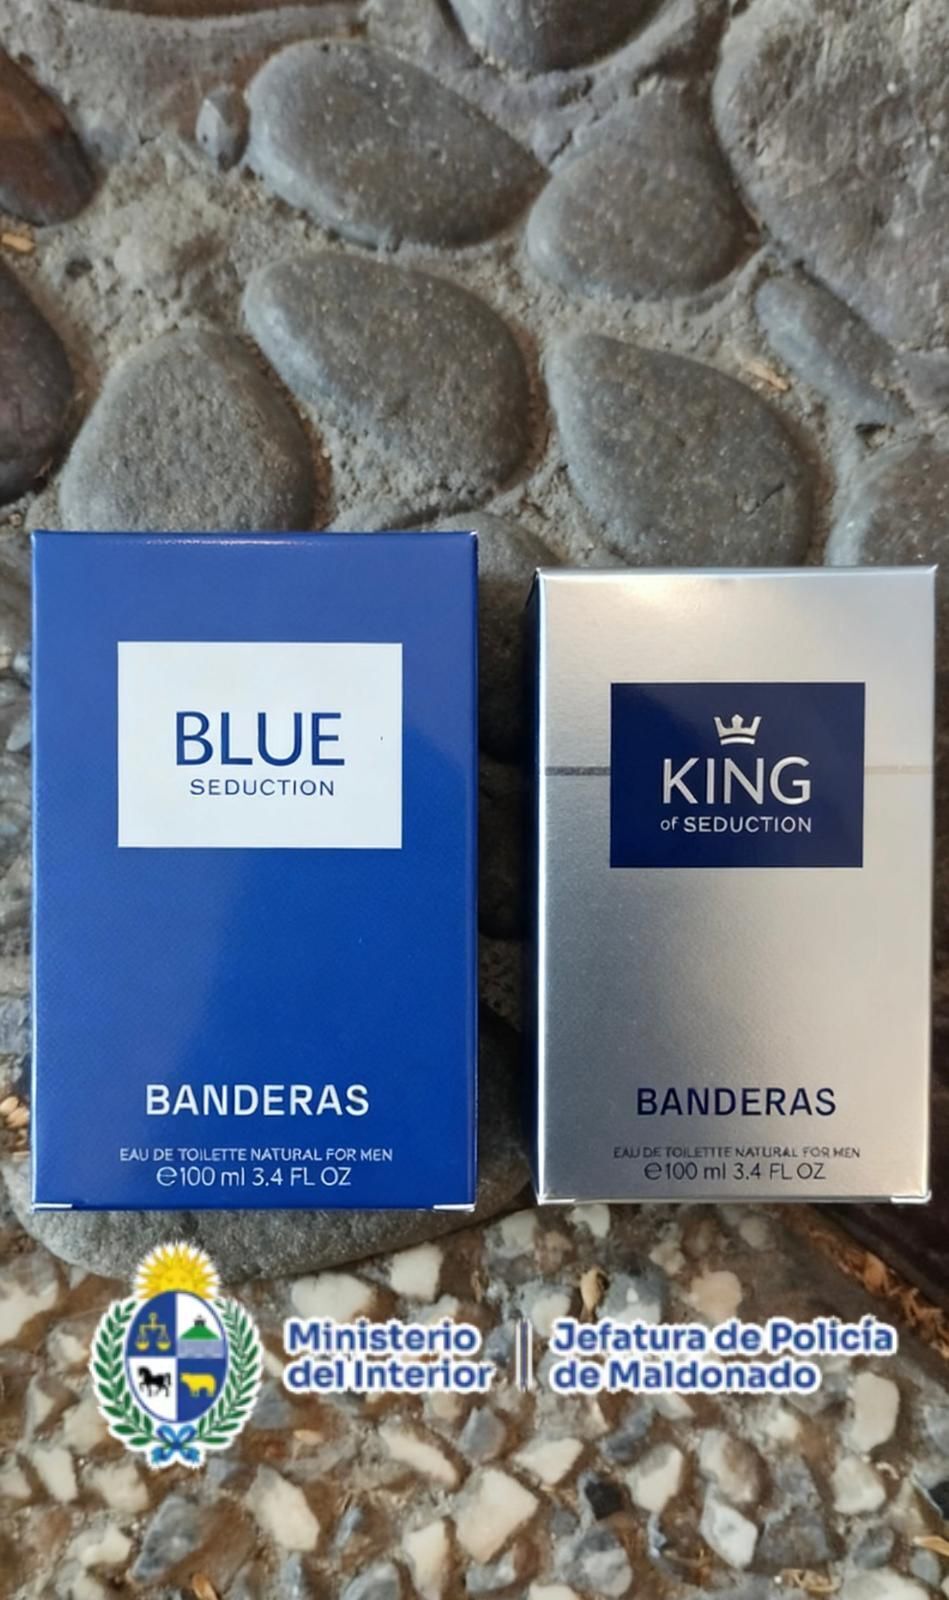 BLUE
SEDUCTION
BANDERAS
EAU DE TOILETTE NATURAL FOR MEN
℮100 ml 3.4 FL OZ
KING
of SEDUCTION
BANDERAS
EAU DE TOILETTE NATURAL FOR MEN
℮100 ml 3.4 FL OZ
Ministerio
del Interior
Jefatura de Policía
de Maldonado